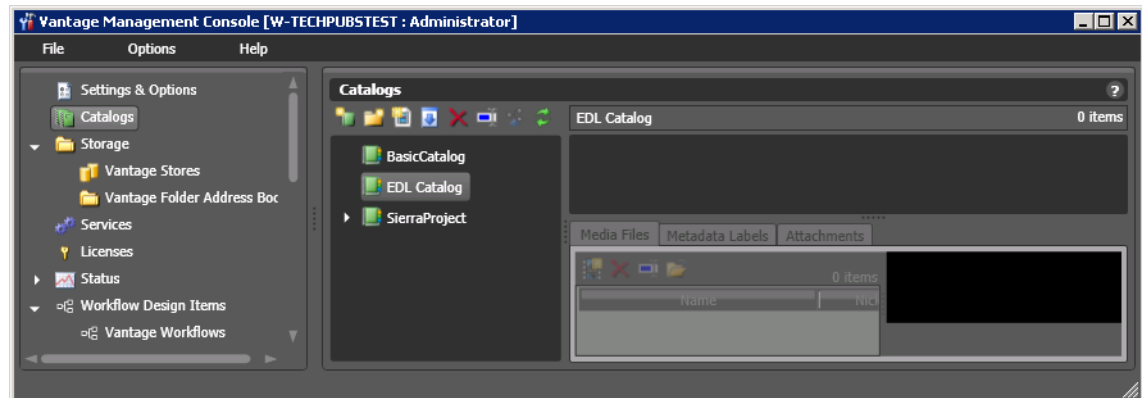 Vantage Management Console [W-TECHPUBSTEST : Administrator]
File Options Help
Settings & Options
Catalogs
Storage
Vantage Stores
Vantage Folder Address Boc
Services
Licenses
Status
Workflow Design Items
Vantage Workflows
Catalogs
?
BasicCatalog
EDL Catalog
SierraProject
EDL Catalog 0 items
Media Files Metadata Labels Attachments
0 items
Name Nicl